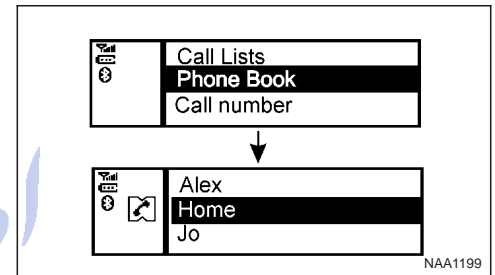 Call Lists
Phone Book
Call number
Alex
Home
Jo
NAA1199